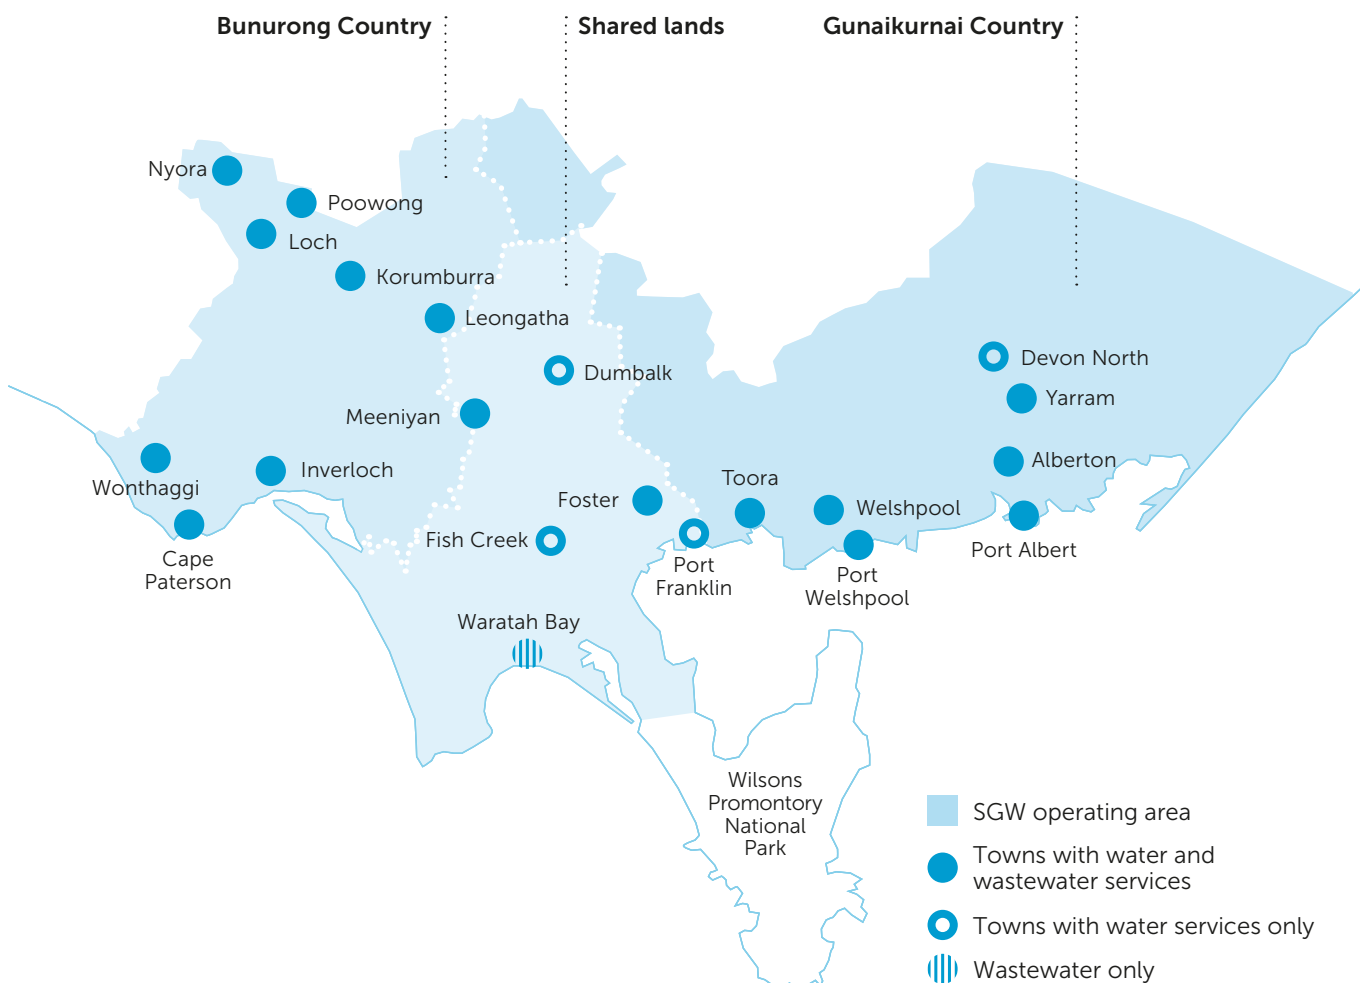 Bunurong Country
Shared lands
Gunaikurnai Country
Nyora
Poowong
Loch
Korumburra
Leongatha
Dumbalk
Devon North
Yarram
Meeniyan
Alberton
Inverloch
Wonthaggi
Toora
Foster
Welshpool
Fish Creek
Port Albert
Cape
Paterson
Port
Franklin
Port
Welshpool
Waratah Bay
Wilsons
Promontory
National
Park
SGW operating area
Towns with water and
wastewater services
Towns with water services only
Wastewater only